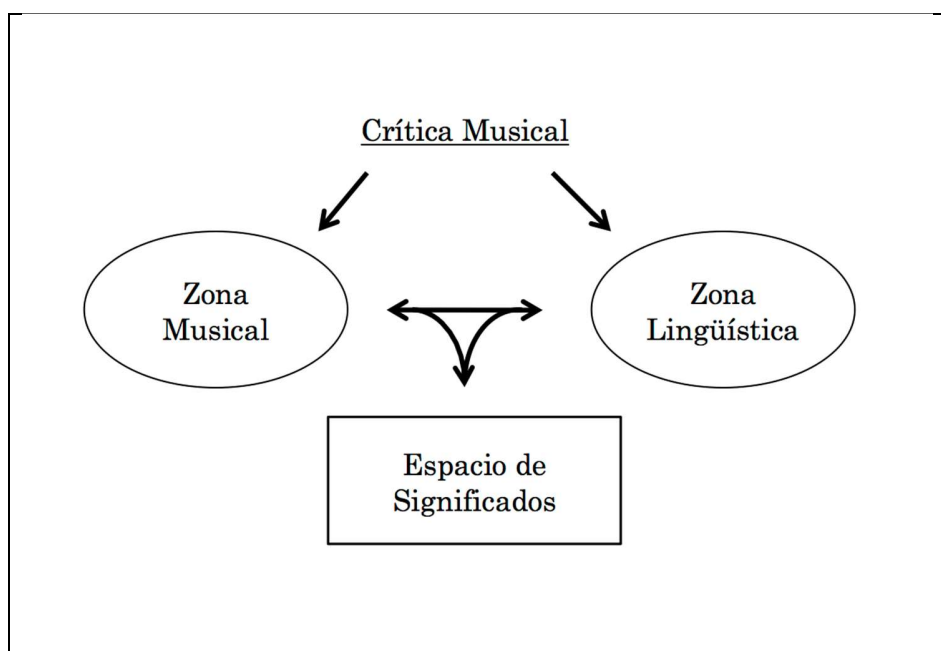 Crítica Musical
Zona
Musical
Zona
Lingüística
Espacio de
Significados